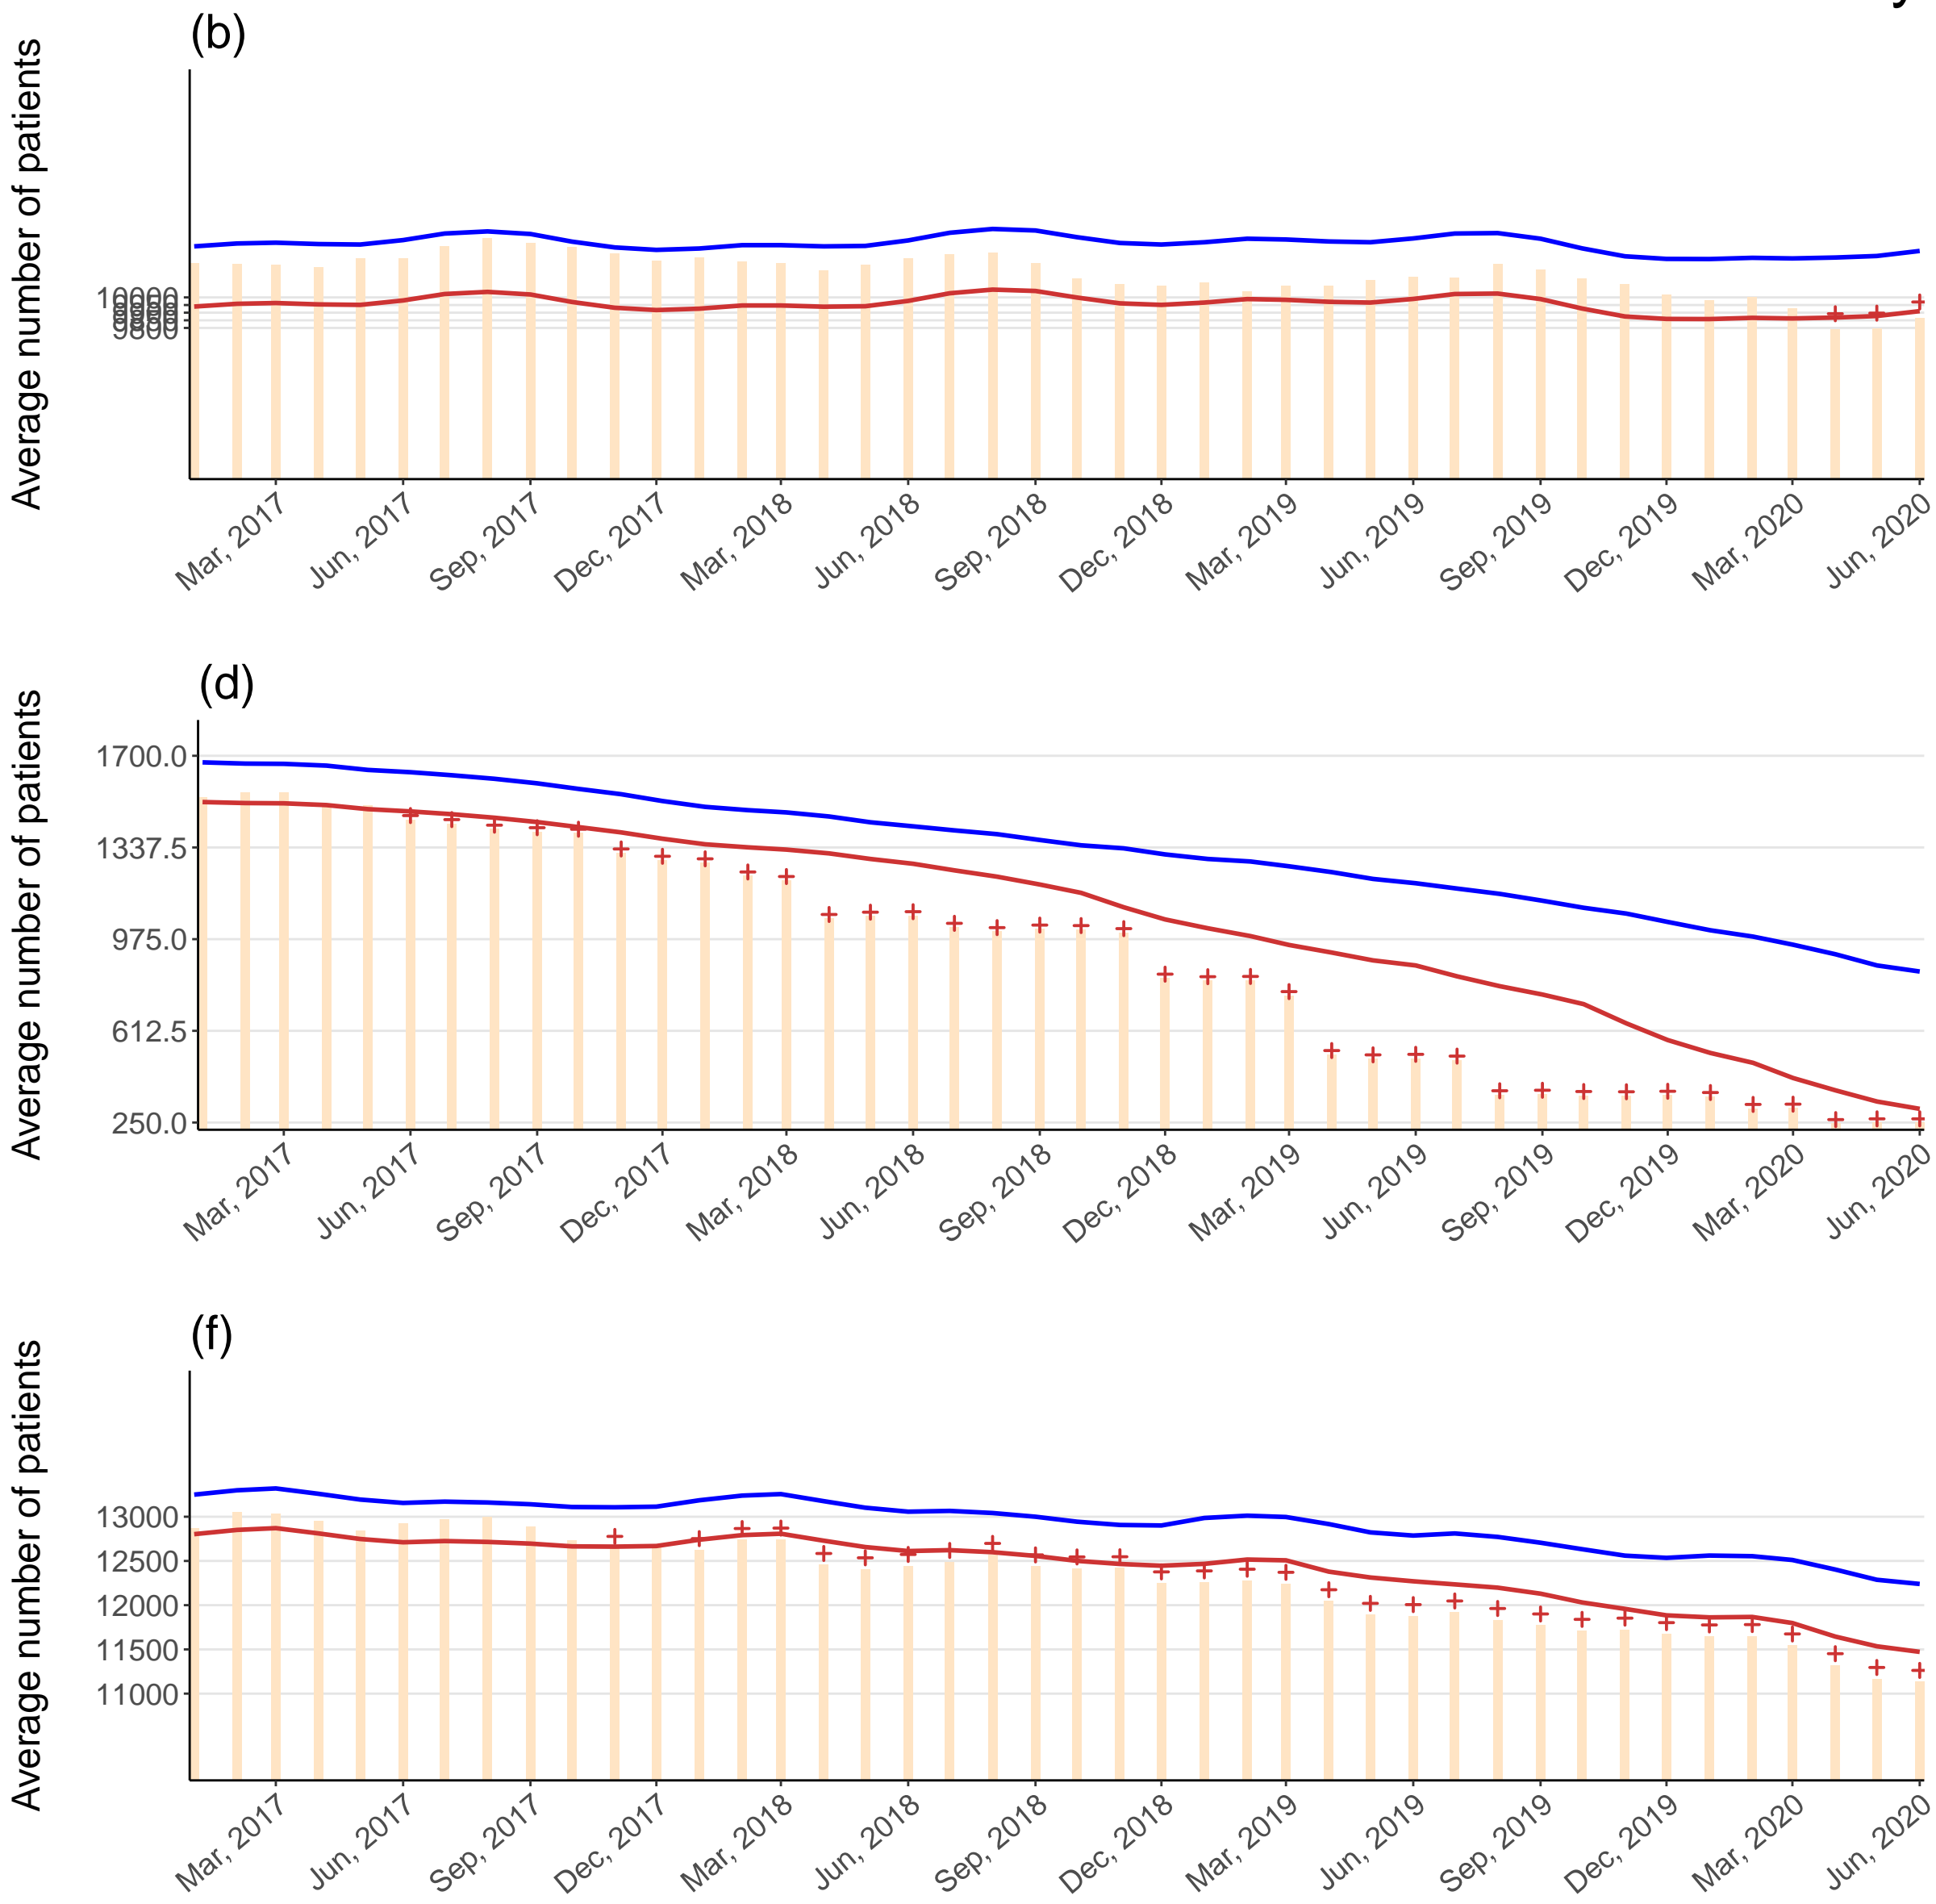 y
(b)
Average number of patients
10000
9800
Mar, 2017
Jun, 2017
Sep, 2017
Dec, 2017
Mar, 2018
Jun, 2018
Sep, 2018
Dec, 2018
Mar, 2019
Jun, 2019
Sep, 2019
Dec, 2019
Mar, 2020
Jun, 2020
(d)
Average number of patients
1700.0
1337.5
975.0
612.5
250.0
Mar, 2017
Jun, 2017
Sep, 2017
Dec, 2017
Mar, 2018
Jun, 2018
Sep, 2018
Dec, 2018
Mar, 2019
Jun, 2019
Sep, 2019
Dec, 2019
Mar, 2020
Jun, 2020
(f)
Average number of patients
13000
12500
12000
11500
11000
Mar, 2017
Jun, 2017
Sep, 2017
Dec, 2017
Mar, 2018
Jun, 2018
Sep, 2018
Dec, 2018
Mar, 2019
Jun, 2019
Sep, 2019
Dec, 2019
Mar, 2020
Jun, 2020